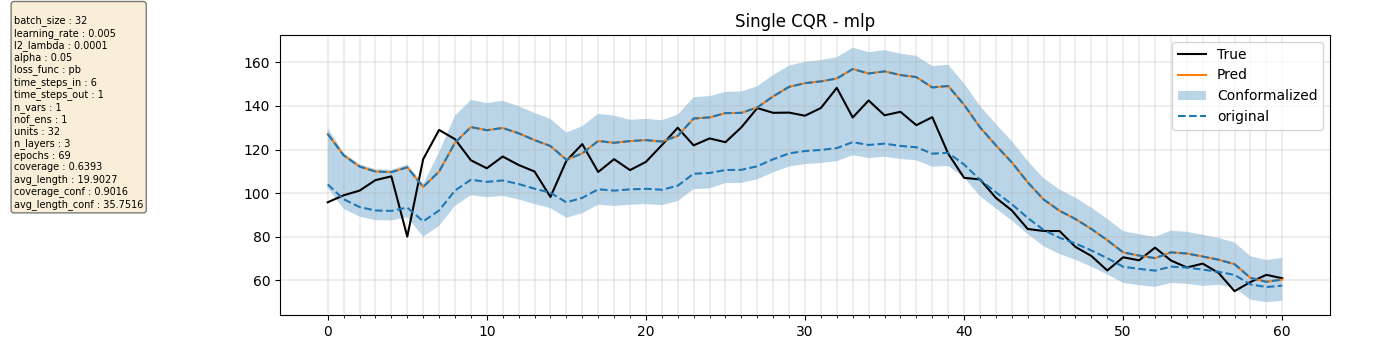 batch_size : 32
learning_rate : 0.005
l2_lambda : 0.0001
alpha : 0.05
loss_func : pb
time_steps_in : 6
time_steps_out : 1
n_vars : 1
nof_ens : 1
units : 32
n_layers : 3
epochs : 69
coverage : 0.6393
avg_length : 19.9027
coverage_conf : 0.9016
avg_length_conf : 35.7516
Single CQR - mlp
160
140
120
100
80
60
True
Pred
Conformalized
original
0 10 20 30 40 50 60